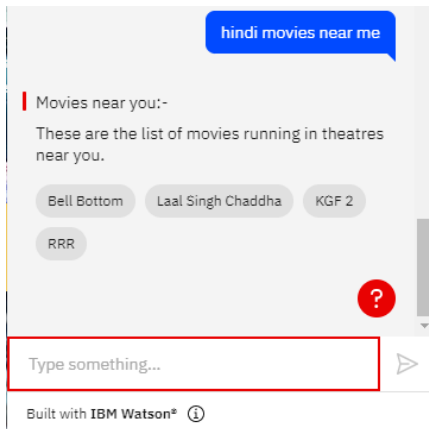 hindi movies near me
Movies near you:-
These are the list of movies running in theatres
near you.
Bell Bottom Laal Singh Chaddha KGF 2
RRR
?
Type something...
Built with IBM Watson®